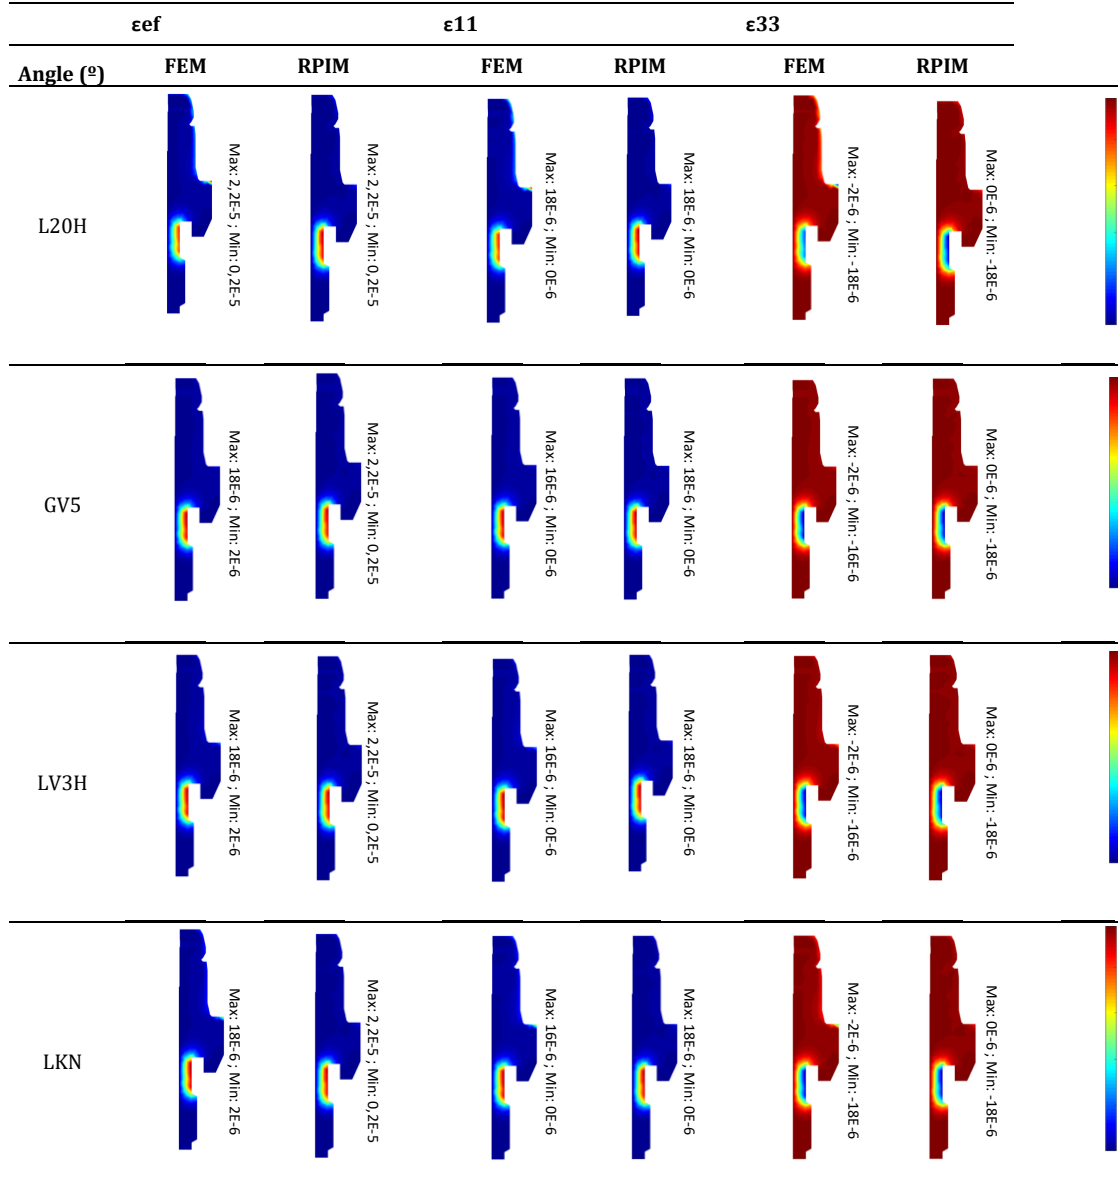 εef ε11 ε33
Angle (º) FEM RPIM FEM RPIM FEM RPIM
L20H
Max: 2,2E-5 ; Min: 0,2E-5
Max: 2,2E-5 ; Min: 0,2E-5
Max: 18E-6 ; Min: 0E-6
Max: 18E-6 ; Min: 0E-6
Max: -2E-6 ; Min: -18E-6
Max: 0E-6 ; Min: -18E-6
GV5
Max: 18E-6 ; Min: 2E-6
Max: 2,2E-5 ; Min: 0,2E-5
Max: 16E-6 ; Min: 0E-6
Max: 18E-6 ; Min: 0E-6
Max: -2E-6 ; Min: -16E-6
Max: 0E-6 ; Min: -18E-6
LV3H
Max: 18E-6 ; Min: 2E-6
Max: 2,2E-5 ; Min: 0,2E-5
Max: 16E-6 ; Min: 0E-6
Max: 18E-6 ; Min: 0E-6
Max: -2E-6 ; Min: -16E-6
Max: 0E-6 ; Min: -18E-6
LKN
Max: 18E-6 ; Min: 2E-6
Max: 2,2E-5 ; Min: 0,2E-5
Max: 16E-6 ; Min: 0E-6
Max: 18E-6 ; Min: 0E-6
Max: -2E-6 ; Min: -18E-6
Max: 0E-6 ; Min: -18E-6